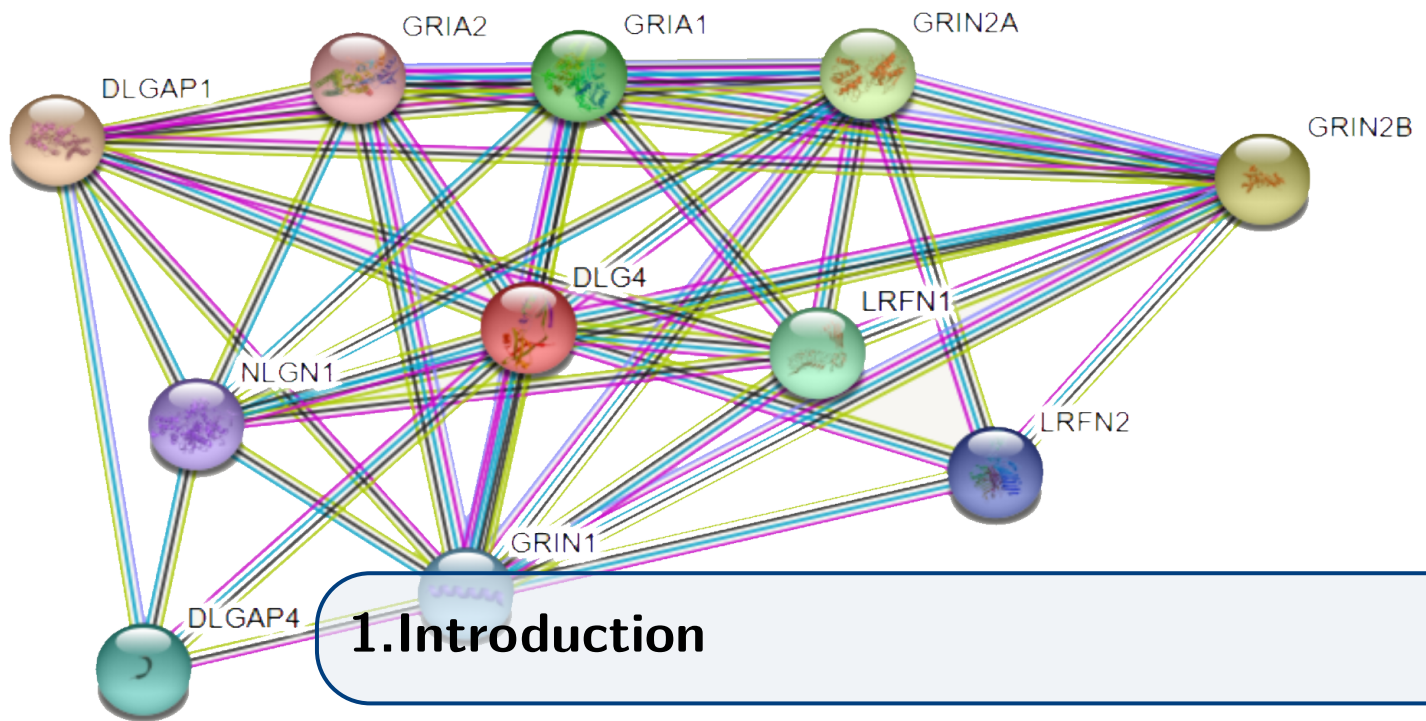 GRIA2
GRIA1
GRIN2A
DLGAP1
GRIN2B
DLG4
LRFN1
NLGN1
LRFN2
GRIN1
DLGAP4
1.Introduction